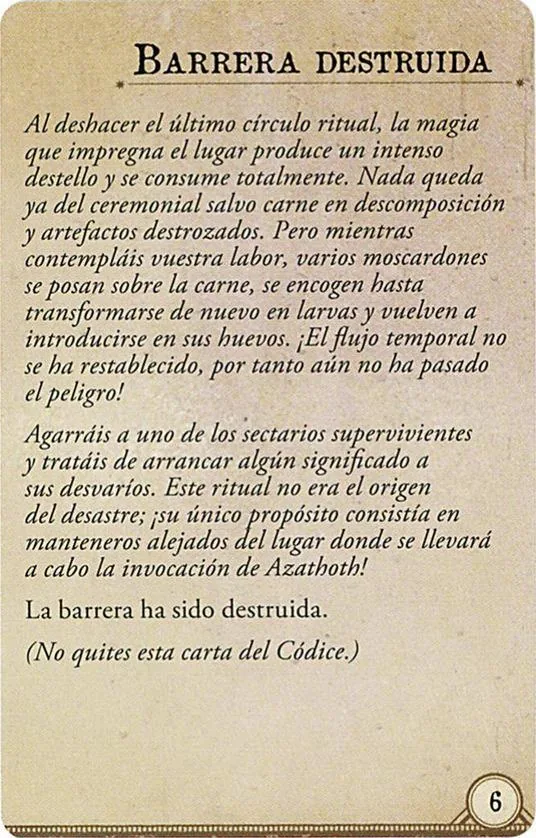 Barrera destruida
Al deshacer el último círculo ritual, la magia
que impregna el lugar produce un intenso
destello y se consume totalmente. Nada queda
ya del ceremonial salvo carne en descomposición
y artefactos destrozados. Pero mientras
contempláis vuestra labor, varios moscardones
se posan sobre la carne, se encogen hasta
transformarse de nuevo en larvas y vuelven a
introducirse en sus huevos. ¡El flujo temporal no
se ha restablecido, por tanto aún no ha pasado
el peligro!
Agarráis a uno de los sectarios supervivientes
y tratáis de arrancar algún significado a
sus desvaríos. Este ritual no era el origen
del desastre; ¡su único propósito consistía en
manteneros alejados del lugar donde se llevará
a cabo la invocación de Azathoth!
La barrera ha sido destruida.
(No quites esta carta del Códice.)
6